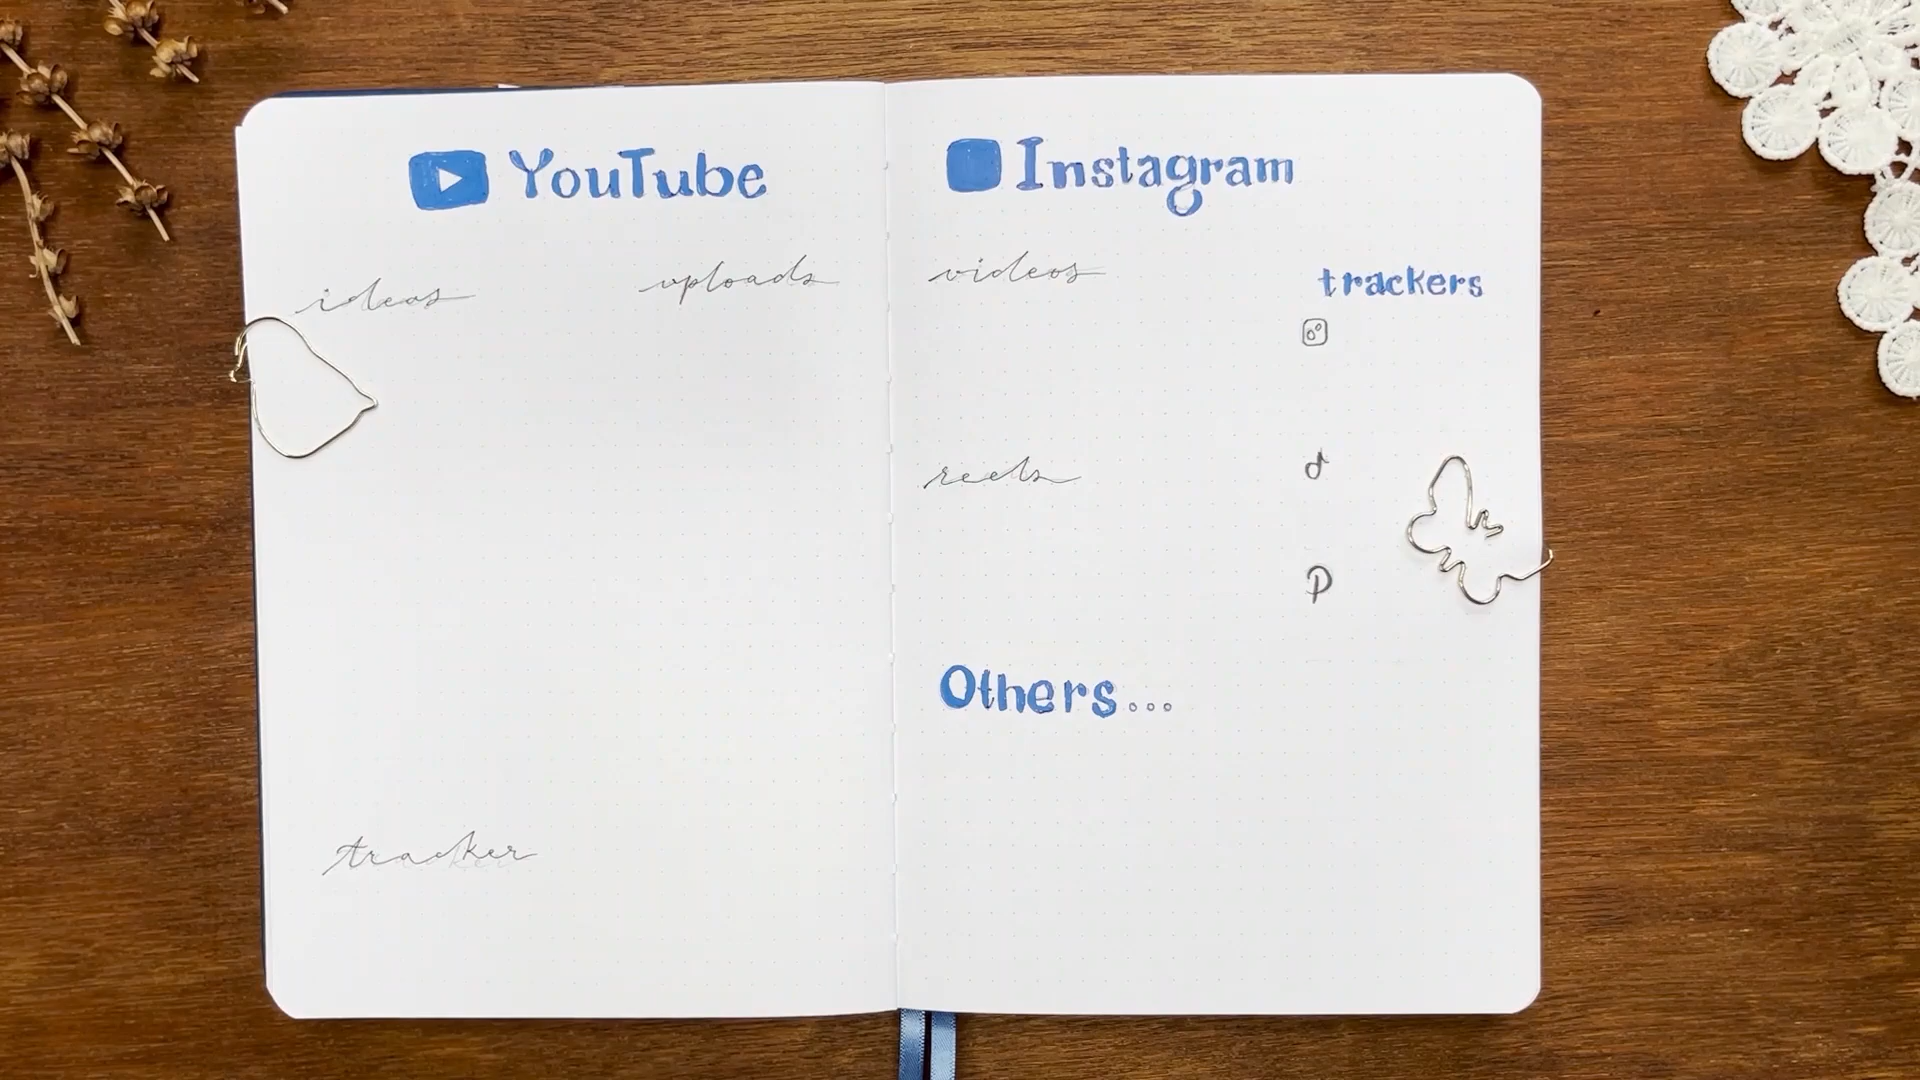 YouTube
ideas
uploads
tracker
Instagram
videos
trackers
reels
Others...